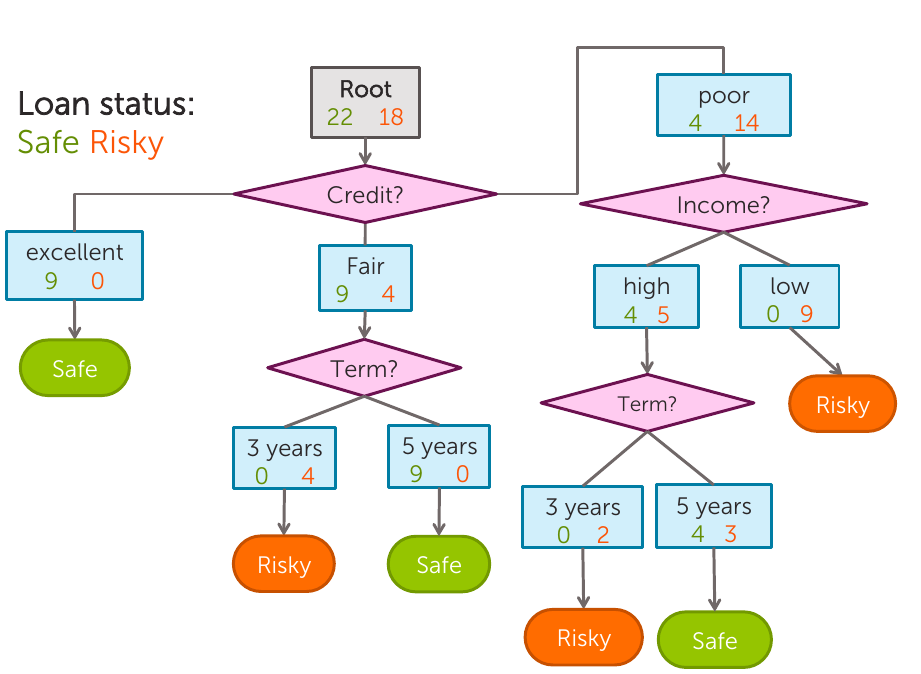 Loan status:
Safe Risky
Root
22 18
Credit?
excellent
9 0
Safe
Fair
9 4
Term?
3 years
0 4
Risky
5 years
9 0
Safe
poor
4 14
Income?
high
4 5
Term?
3 years
0 2
Risky
5 years
4 3
Safe
low
0 9
Risky